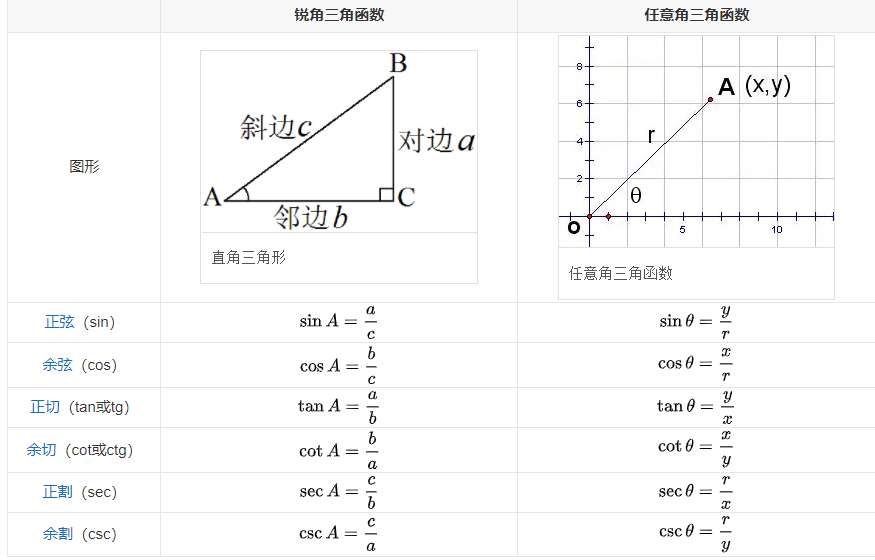 锐角三角函数 任意角三角函数
图形
B
斜边c
对边a
A
C
邻边b
直角三角形
8
A (x,y)
6
r
4
2
θ
O
5
10
任意角三角函数
正弦（sin） sin A = a/c sin θ = y/r
余弦（cos） cos A = b/c cos θ = x/r
正切（tan或tg） tan A = a/b tan θ = y/x
余切（cot或ctg） cot A = b/a cot θ = x/y
正割（sec） sec A = c/b sec θ = r/x
余割（csc） csc A = c/a csc θ = r/y